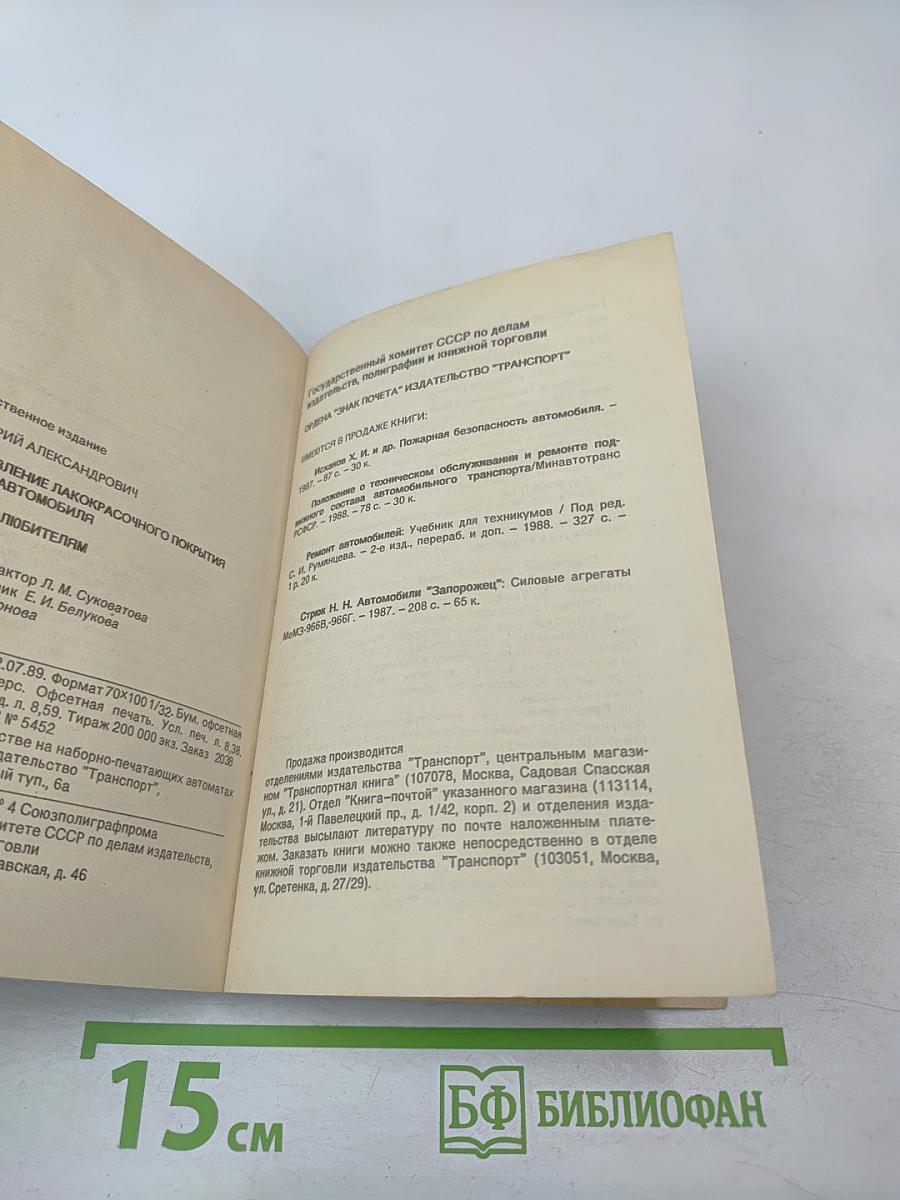 ственное издание
РИЙ АЛЕКСАНДРОВИЧ
ВЛЕНИЕ ЛАКОКРАСОЧНОГО ПОКРЫТИЯ
АВТОМОБИЛЯ
ЛЮБИТЕЛЯМ
актор Л. М. Суковатова
ик Е. И. Белукова
онова
2.07.89. Формат 70×100 1/32. Бум. офсетная
ерс. Офсетная печать. Усл. печ. л. 8,38.
д. л. 8,59. Тираж 200 000 экз. Заказ 2038
№ 5452
стве на наборно-печатающих автоматах
дательство "Транспорт",
ый туп., 6а
№ 4 Союзполиграфпрома
митете СССР по делам издательств,
говли
авская, д. 46
Государственный комитет СССР по делам
издательств, полиграфии и книжной торговли
ОРДЕНА "ЗНАК ПОЧЕТА" ИЗДАТЕЛЬСТВО "ТРАНСПОРТ"
ИМЕЮТСЯ В ПРОДАЖЕ КНИГИ:
Исхаков Х. И. и др. Пожарная безопасность автомобиля. –
1987. – 87 с. – 30 к.
Положение о техническом обслуживании и ремонте под-
вижного состава автомобильного транспорта/Минавтотранс
РСФСР. – 1988. – 78 с. – 30 к.
Ремонт автомобилей: Учебник для техникумов / Под ред.
С. И. Румянцева. – 2-е изд., перераб. и доп. – 1988. – 327 с. –
1 р. 20 к.
Стрюк Н. Н. Автомобили "Запорожец": Силовые агрегаты
МеМЗ-966В,-966Г. – 1987. – 208 с. – 65 к.
Продажа производится
отделениями издательства "Транспорт", центральным магази-
ном "Транспортная книга" (107078, Москва, Садовая Спасская
ул., д. 21). Отдел "Книга–почтой" указанного магазина (113114,
Москва, 1-й Павелецкий пр., д. 1/42, корп. 2) и отделения изда-
тельства высылают литературу по почте наложенным плате-
жом. Заказать книги можно также непосредственно в отделе
книжной торговли издательства "Транспорт" (103051, Москва,
ул. Сретенка, д. 27/29).
15 см
БФ БИБЛИОФАН